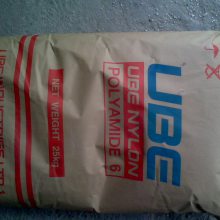 UBE
UBE NYLON
POLYAMIDE 6
NET WEIGHT 25kg.